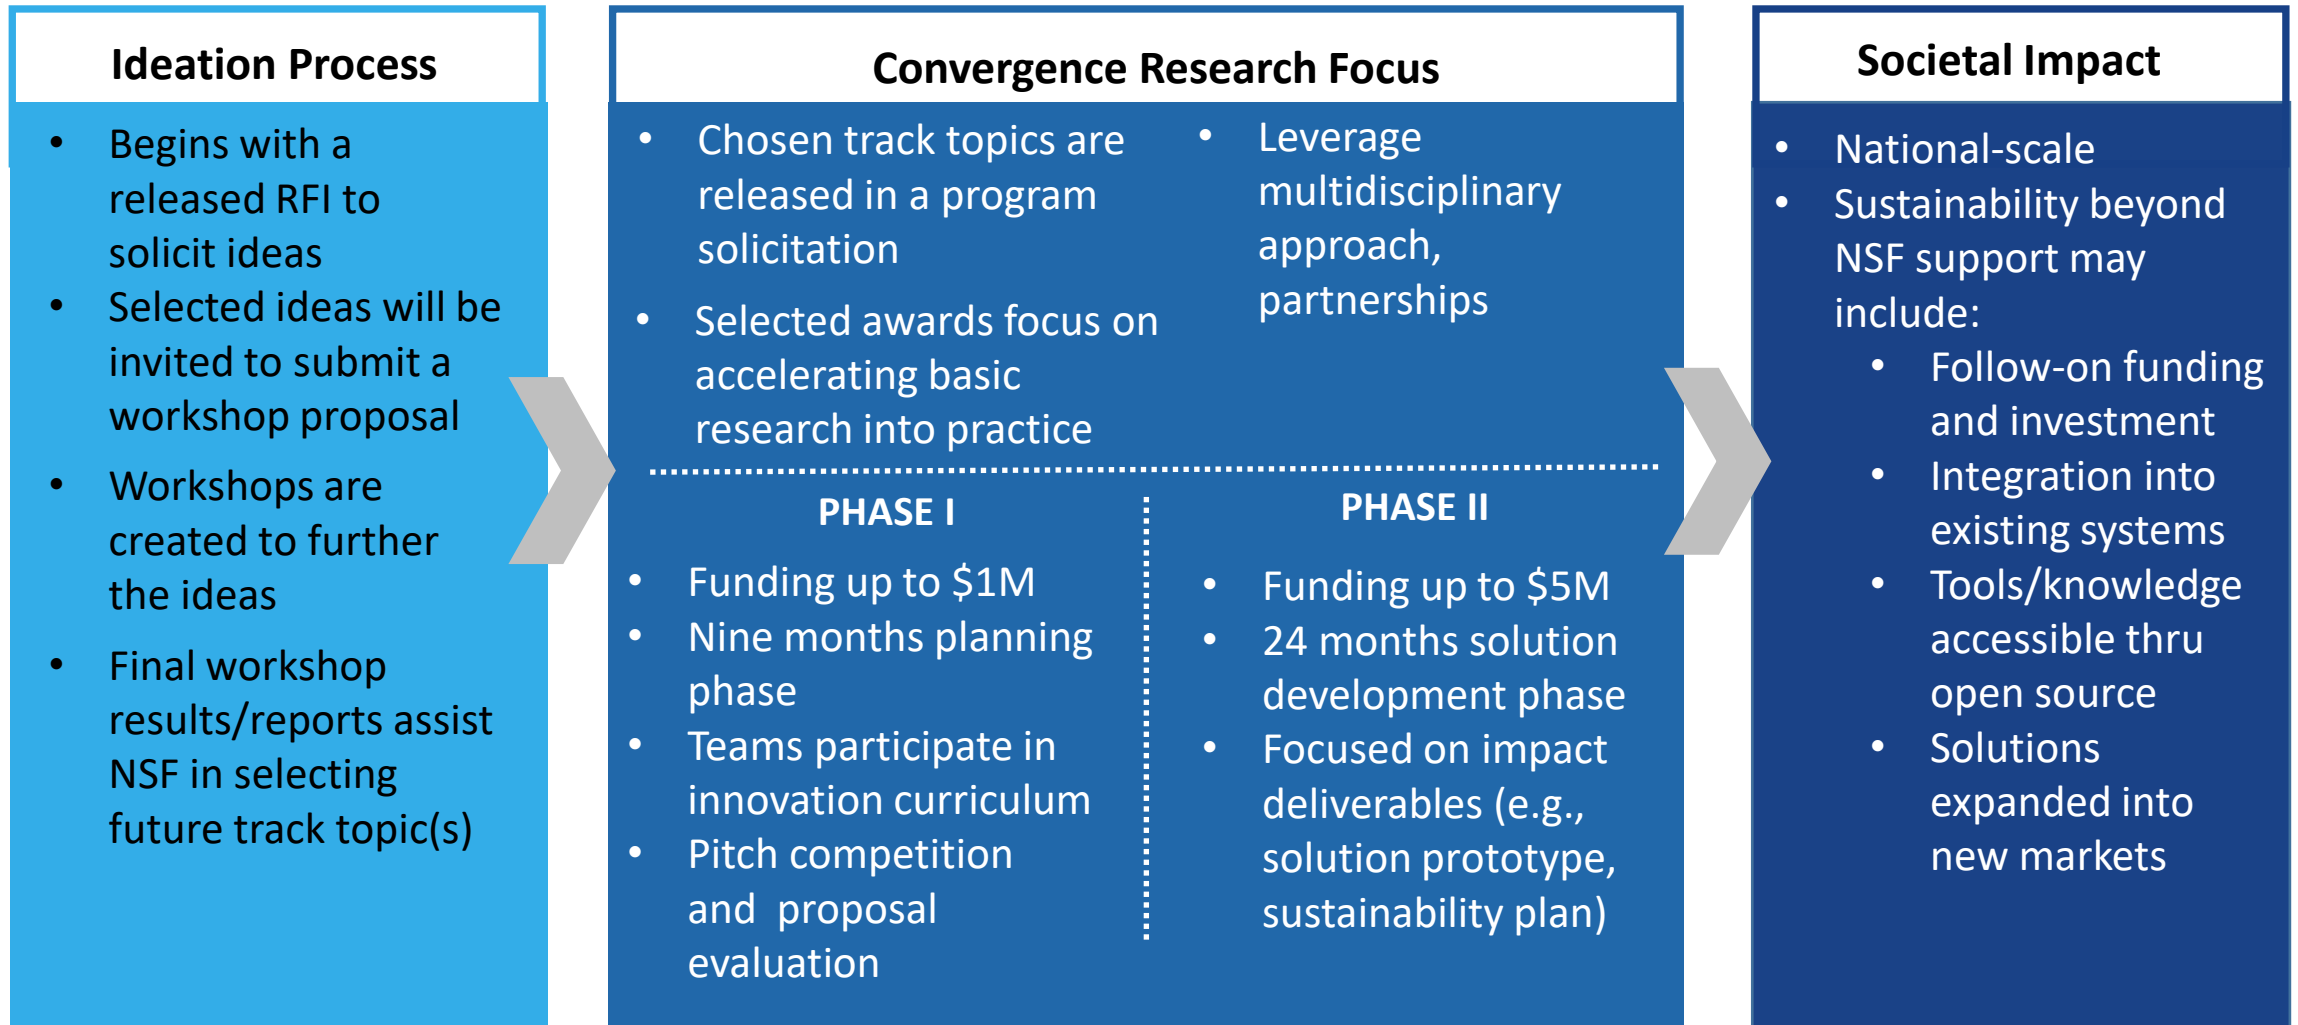 Ideation Process
• Begins with a
released RFI to
solicit ideas
• Selected ideas will be
invited to submit a
workshop proposal
• Workshops are
created to further
the ideas
• Final workshop
results/reports assist
NSF in selecting
future track topic(s)
Convergence Research Focus
• Chosen track topics are
released in a program
solicitation
• Selected awards focus on
accelerating basic
research into practice
• Leverage
multidisciplinary
approach,
partnerships
PHASE I
• Funding up to $1M
• Nine months planning
phase
• Teams participate in
innovation curriculum
• Pitch competition
and proposal
evaluation
PHASE II
• Funding up to $5M
• 24 months solution
development phase
• Focused on impact
deliverables (e.g.,
solution prototype,
sustainability plan)
Societal Impact
• National-scale
• Sustainability beyond
NSF support may
include:
• Follow-on funding
and investment
• Integration into
existing systems
• Tools/knowledge
accessible thru
open source
• Solutions
expanded into
new markets